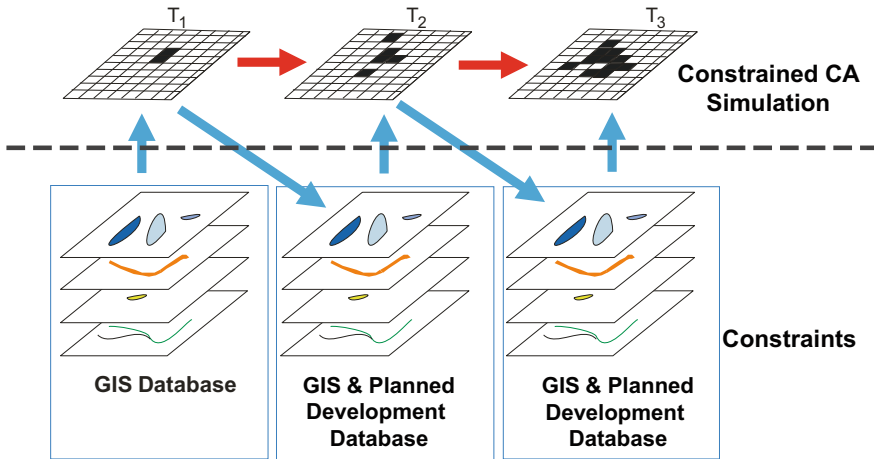 T1
T2
T3
Constrained CA
Simulation
GIS Database
GIS & Planned
Development
Database
GIS & Planned
Development
Database
Constraints